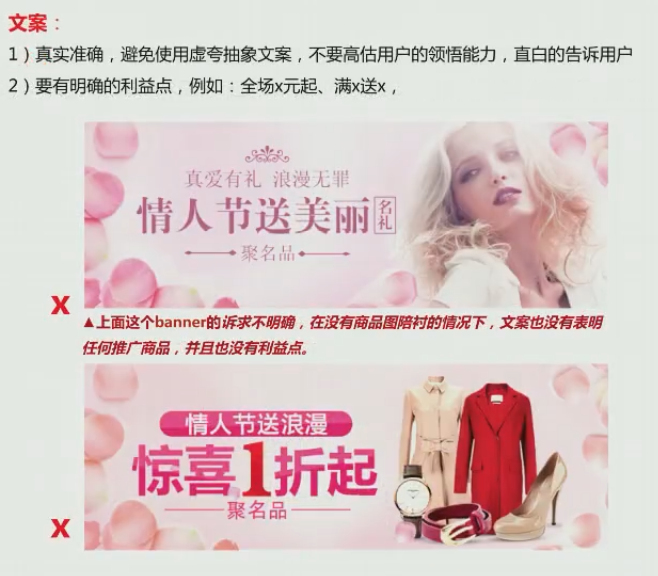 文案：
1）真实准确，避免使用虚夸抽象文案，不要高估用户的领悟能力，直白的告诉用户
2）要有明确的利益点，例如：全场x元起、满x送x，
真爱有礼 浪漫无罪
情人节送美丽名礼
聚名品
X
▲上面这个banner的诉求不明确，在没有商品图陪衬的情况下，文案也没有表明
任何推广商品，并且也没有利益点。
情人节送浪漫
惊喜1折起
聚名品
X